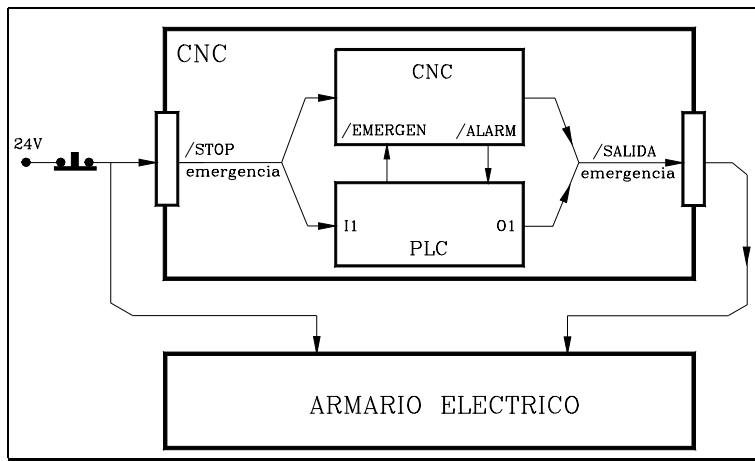 CNC
CNC
/EMERGEN
/ALARM
24V
/STOP
emergencia
/SALIDA
emergencia
I1
O1
PLC
ARMARIO ELECTRICO